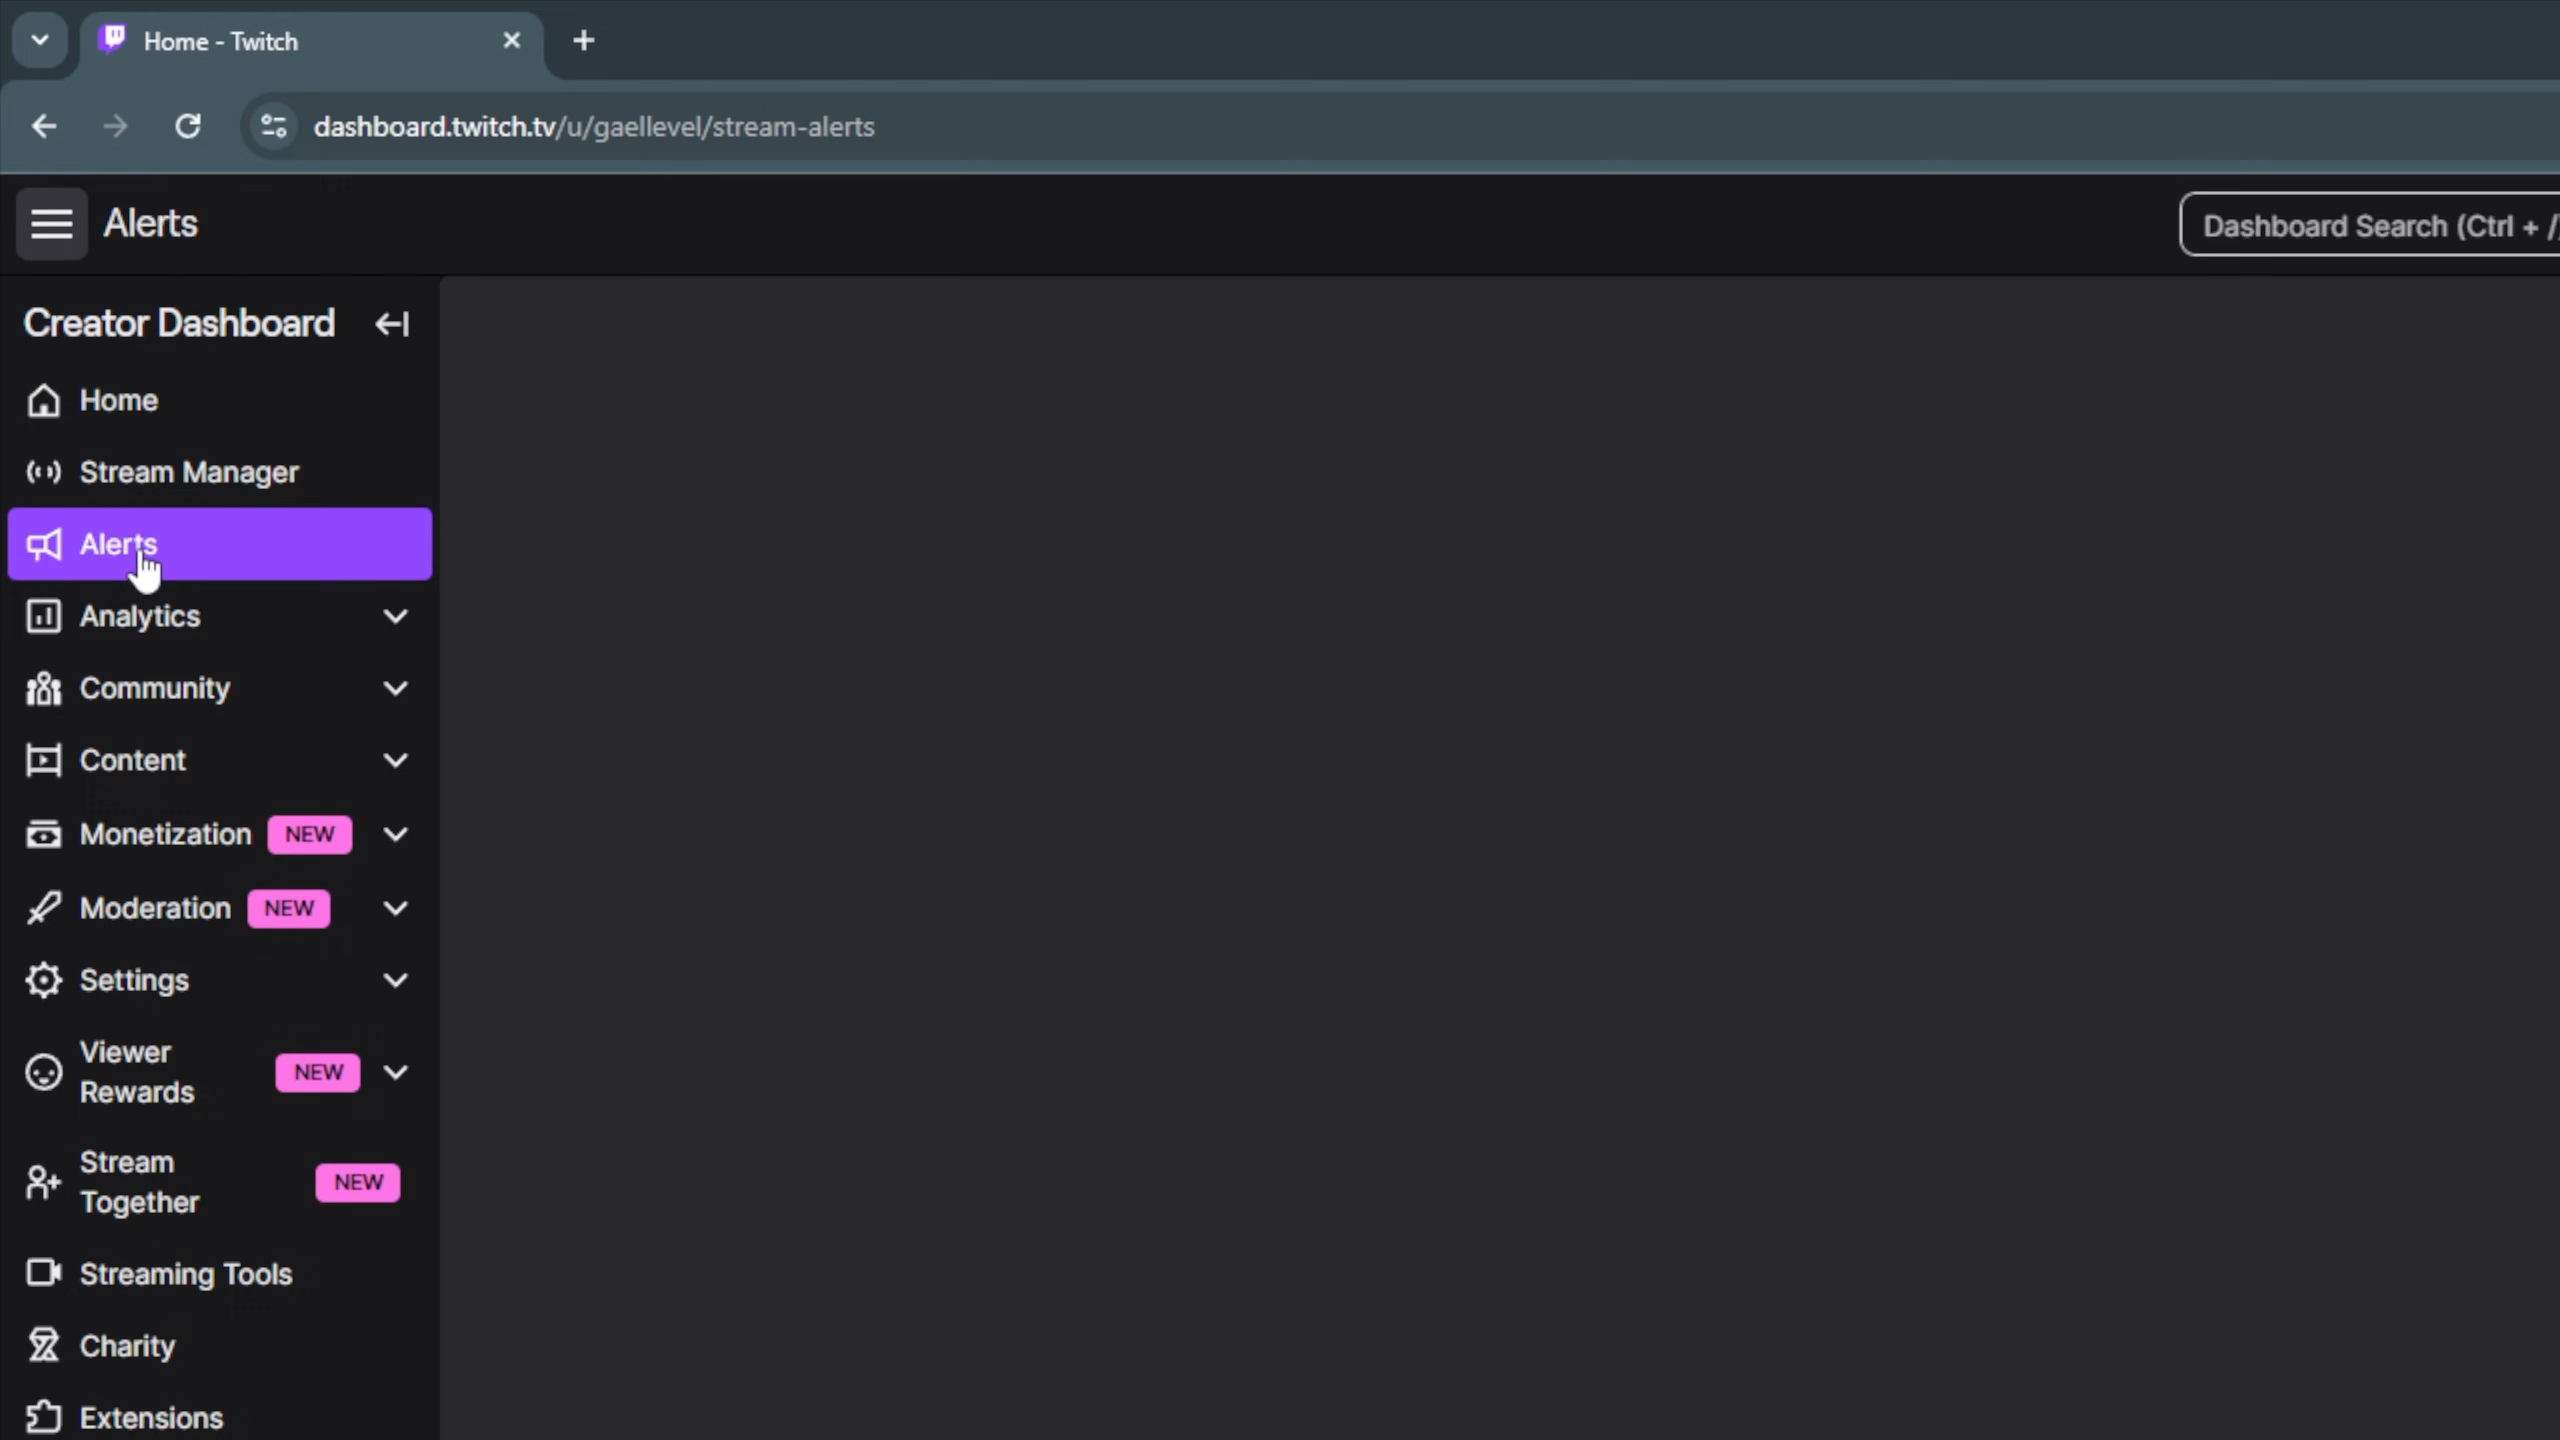 Home - Twitch
dashboard.twitch.tv/u/gaellevel/stream-alerts
Alerts
Dashboard Search (Ctrl + /)
Creator Dashboard
Home
Stream Manager
Alerts
Analytics
Community
Content
Monetization NEW
Moderation NEW
Settings
Viewer
Rewards
NEW
Stream
Together
NEW
Streaming Tools
Charity
Extensions